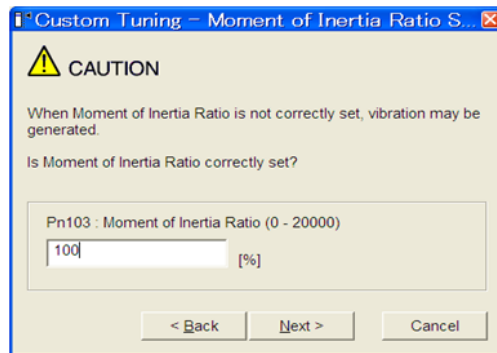 Custom Tuning - Moment of Inertia Ratio S...
CAUTION
When Moment of Inertia Ratio is not correctly set, vibration may be
generated.
Is Moment of Inertia Ratio correctly set?
Pn103 : Moment of Inertia Ratio (0 - 20000)
100
[%]
< Back
Next >
Cancel